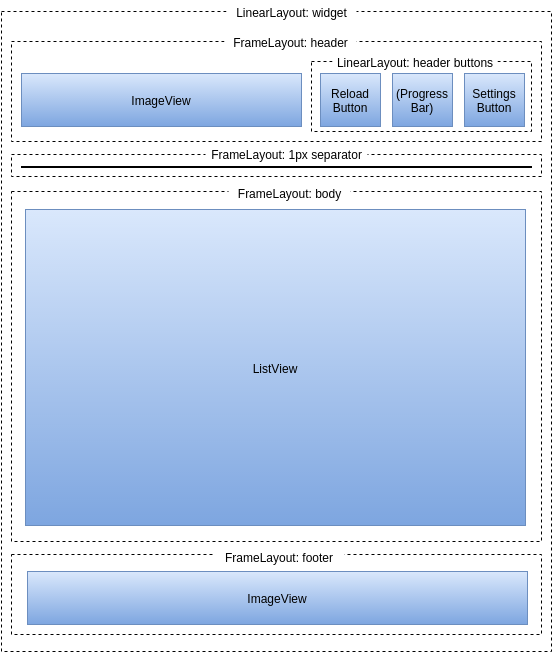 LinearLayout: widget
FrameLayout: header
LinearLayout: header buttons
ImageView
Reload
Button
(Progress
Bar)
Settings
Button
FrameLayout: 1px separator
FrameLayout: body
ListView
FrameLayout: footer
ImageView